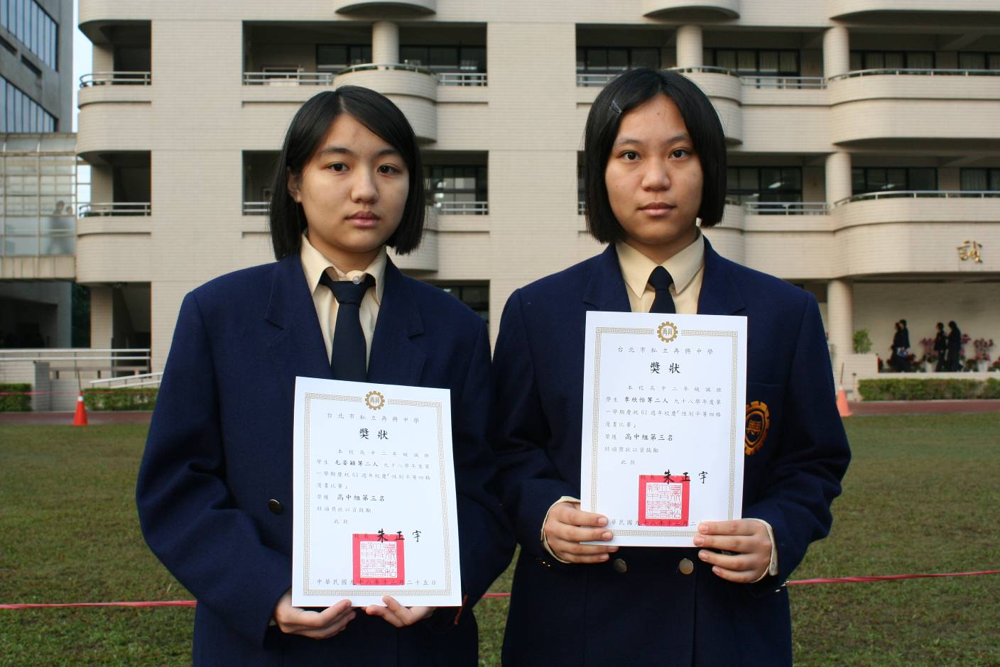 誠
再興
台北市私立再興中學
獎狀
本校高中二年級誠班
學生 毛姿穎等二人 九十八學年度第
一學期慶祝61週年校慶『性別平等四格
漫畫比賽』
榮獲 高中組第三名
特頒獎狀以資鼓勵
此狀
校長 朱正宇
中華民國九十八年十二月二十五日
再興
台北市私立再興中學
獎狀
本校高中二年級誠班
學生 李欣怡等二人 九十八學年度第
一學期慶祝61週年校慶『性別平等四格
漫畫比賽』
榮獲 高中組第三名
特頒獎狀以資鼓勵
此狀
校長 朱正宇
華民國九十八年十二月二